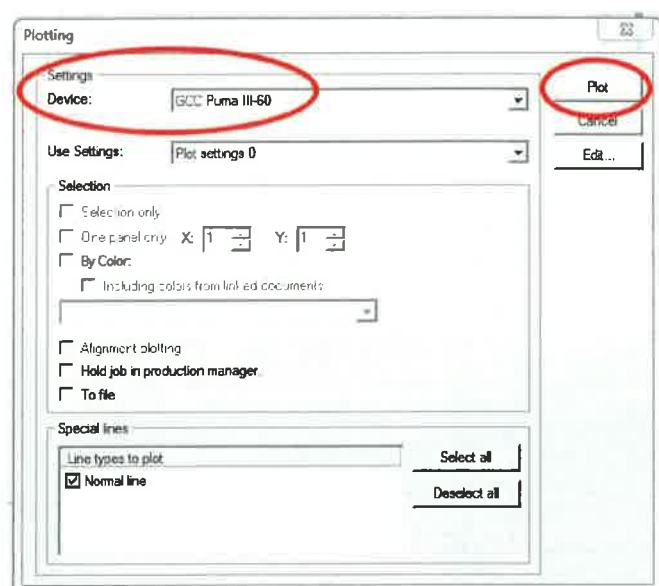 Plotting
Settings
Device: GCC Puma III-60
Plot
Cancel
Use Settings: Plot settings 0
Edit...
Selection
Selection only
One panel only X: 1 Y: 1
By Color:
Including colors from linked documents
Alignment plotting
Hold job in production manager
To file
Special lines
Line types to plot
Select all
Normal line
Deselect all